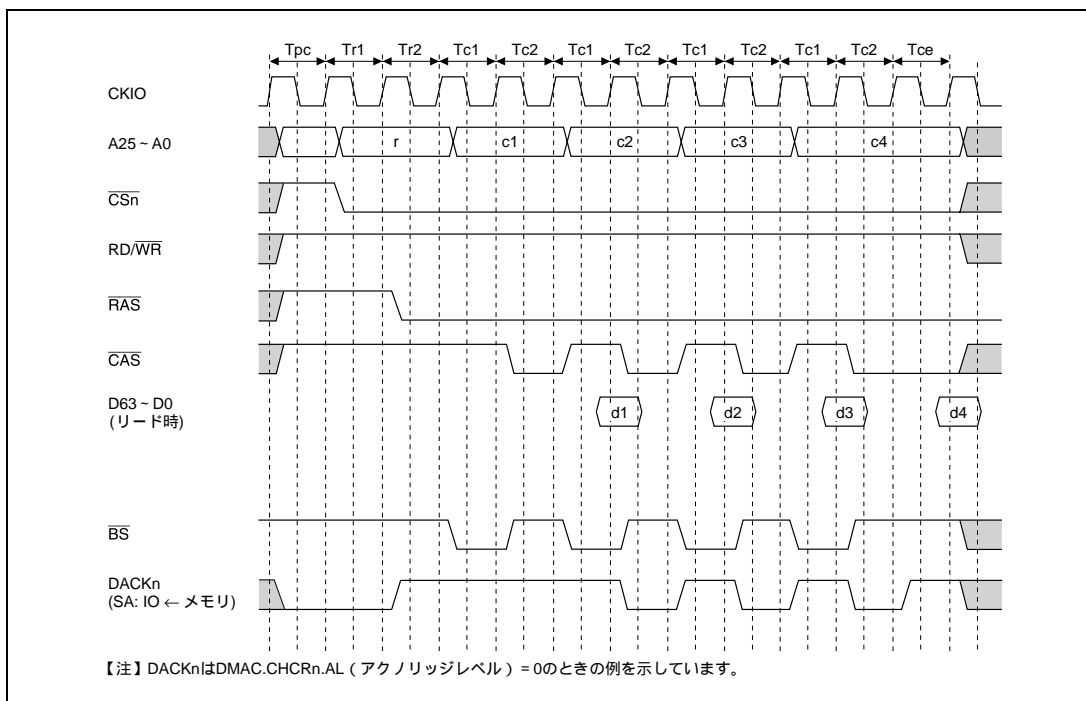 Tpc Tr1 Tr2 Tc1 Tc2 Tc1 Tc2 Tc1 Tc2 Tc1 Tc2 Tce
CKIO
A25 ~ A0 r c1 c2 c3 c4
CSn
RD/WR
RAS
CAS
D63 ~ D0
(リード時) d1 d2 d3 d4
BS
DACKn
(SA: IO ← メモリ)
【注】DACKnはDMAC.CHCRn.AL(アクノリッジレベル)= 0のときの例を示しています。